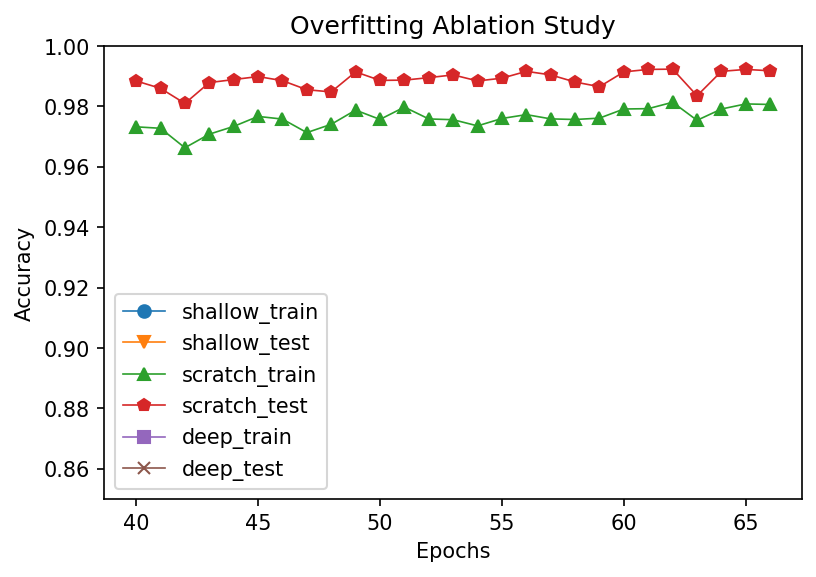 Overfitting Ablation Study
1.00
0.98
0.96
0.94
0.92
0.90
0.88
0.86
Accuracy
shallow_train
shallow_test
scratch_train
scratch_test
deep_train
deep_test
40 45 50 55 60 65
Epochs